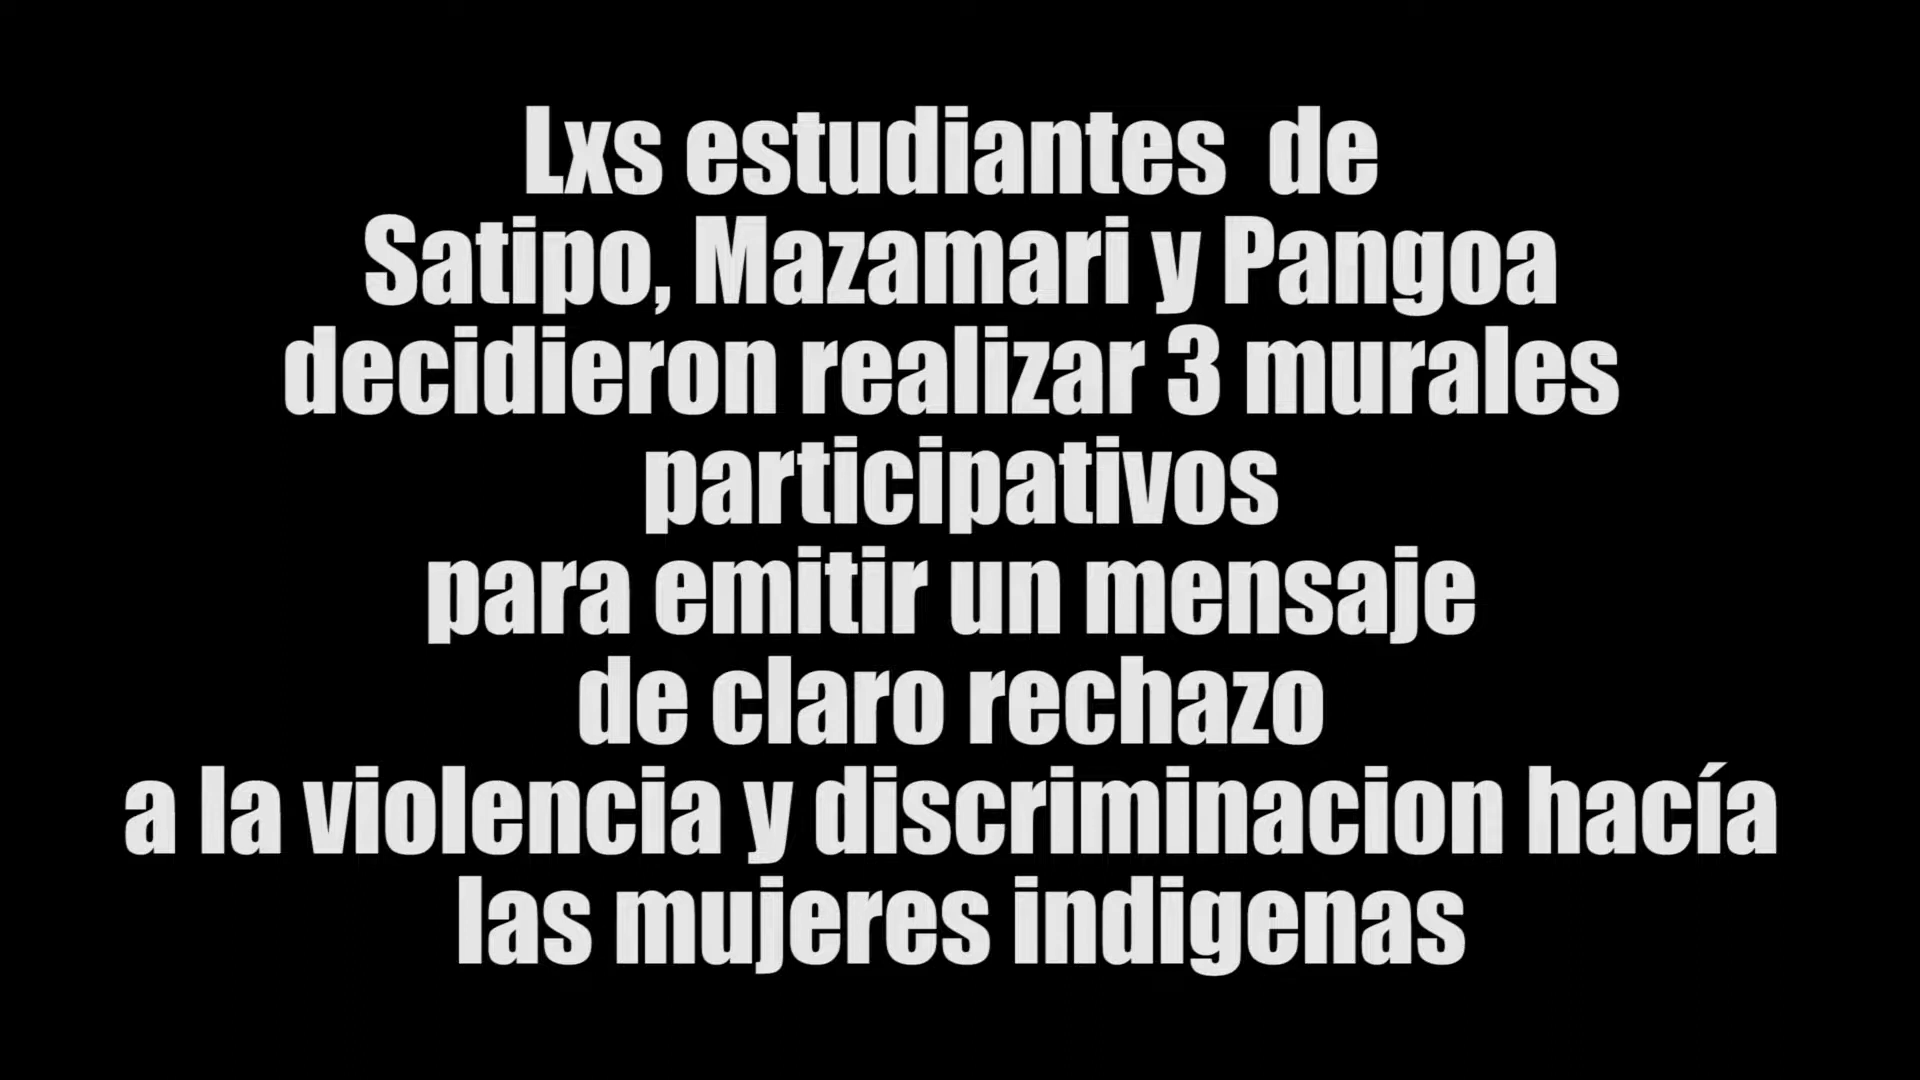 Lxs estudiantes  de
Satipo, Mazamari y Pangoa
decidieron realizar 3 murales
participativos
para emitir un mensaje
de claro rechazo
a la violencia y discriminacion hacía
las mujeres indigenas